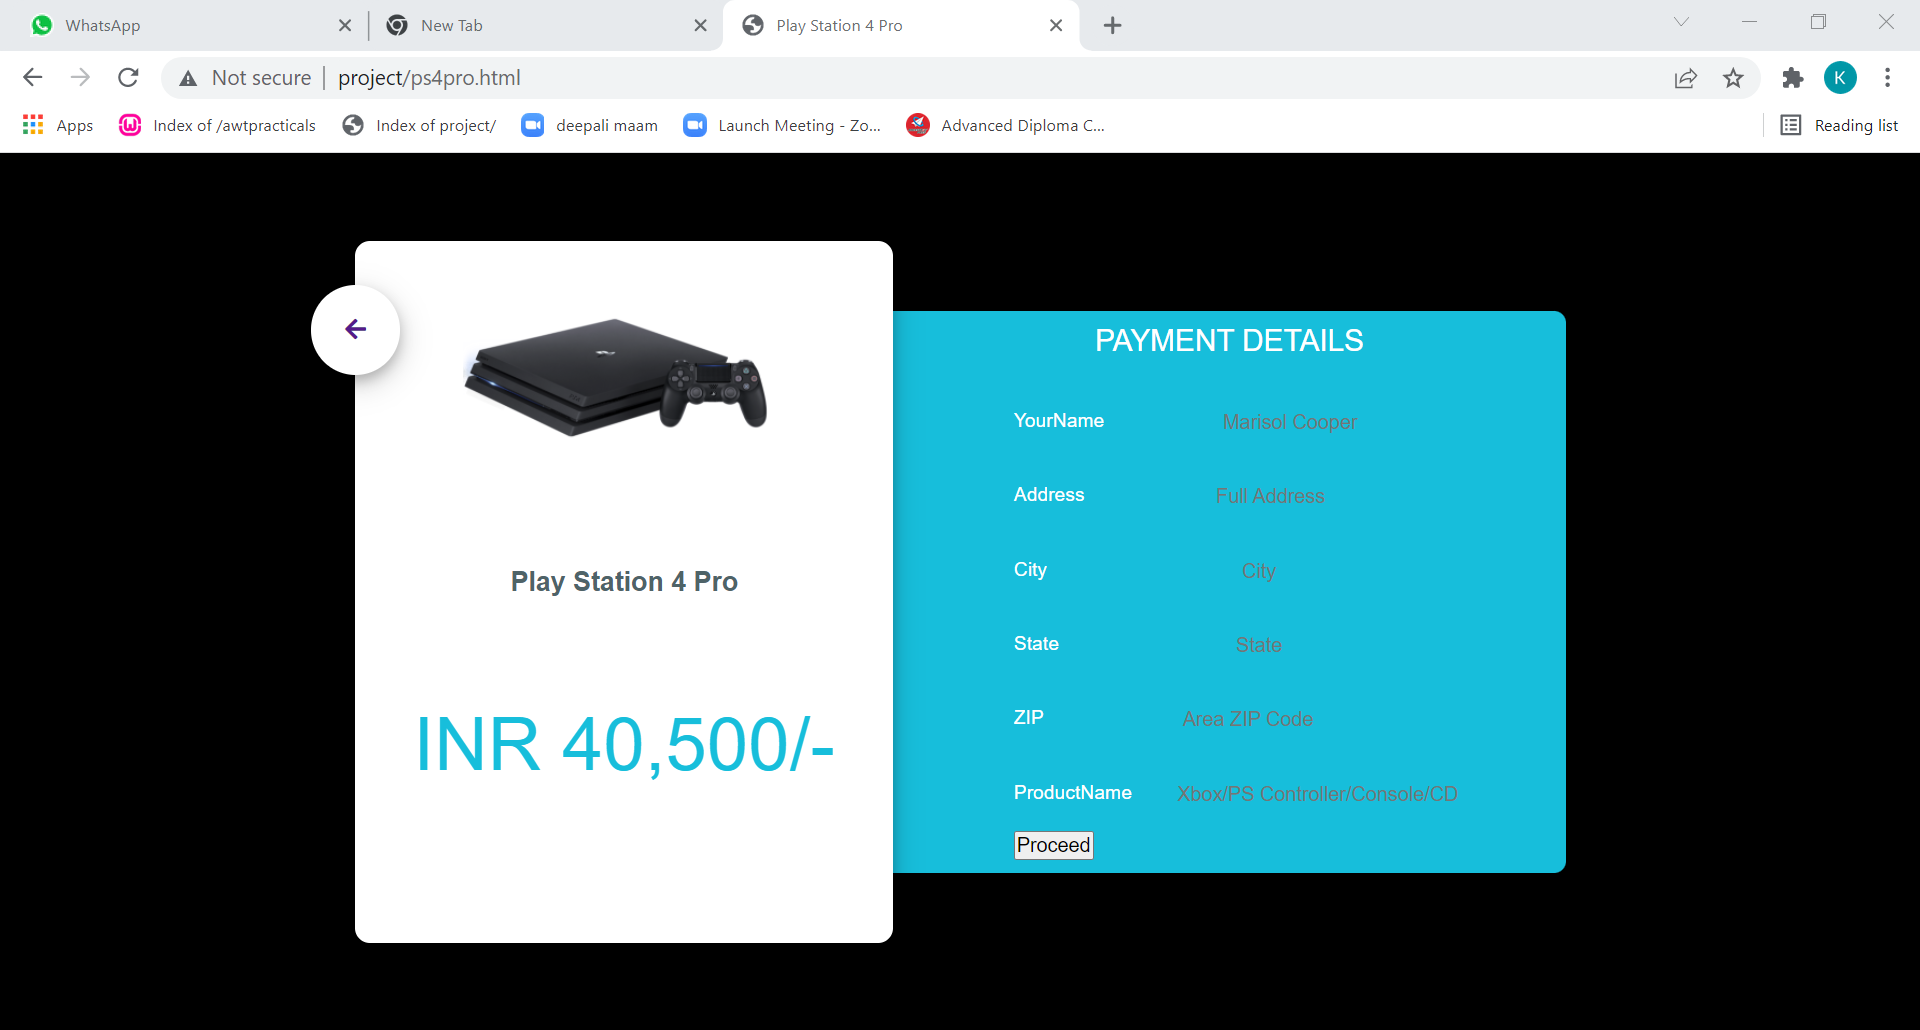 WhatsApp
New Tab
Play Station 4 Pro
Not secure project/ps4pro.html
K
Apps
Index of /awtpracticals
Index of project/
deepali maam
Launch Meeting - Zo...
Advanced Diploma C...
Reading list
Play Station 4 Pro
INR 40,500/-
PAYMENT DETAILS
YourName Marisol Cooper
Address Full Address
City City
State State
ZIP Area ZIP Code
ProductName Xbox/PS Controller/Console/CD
Proceed